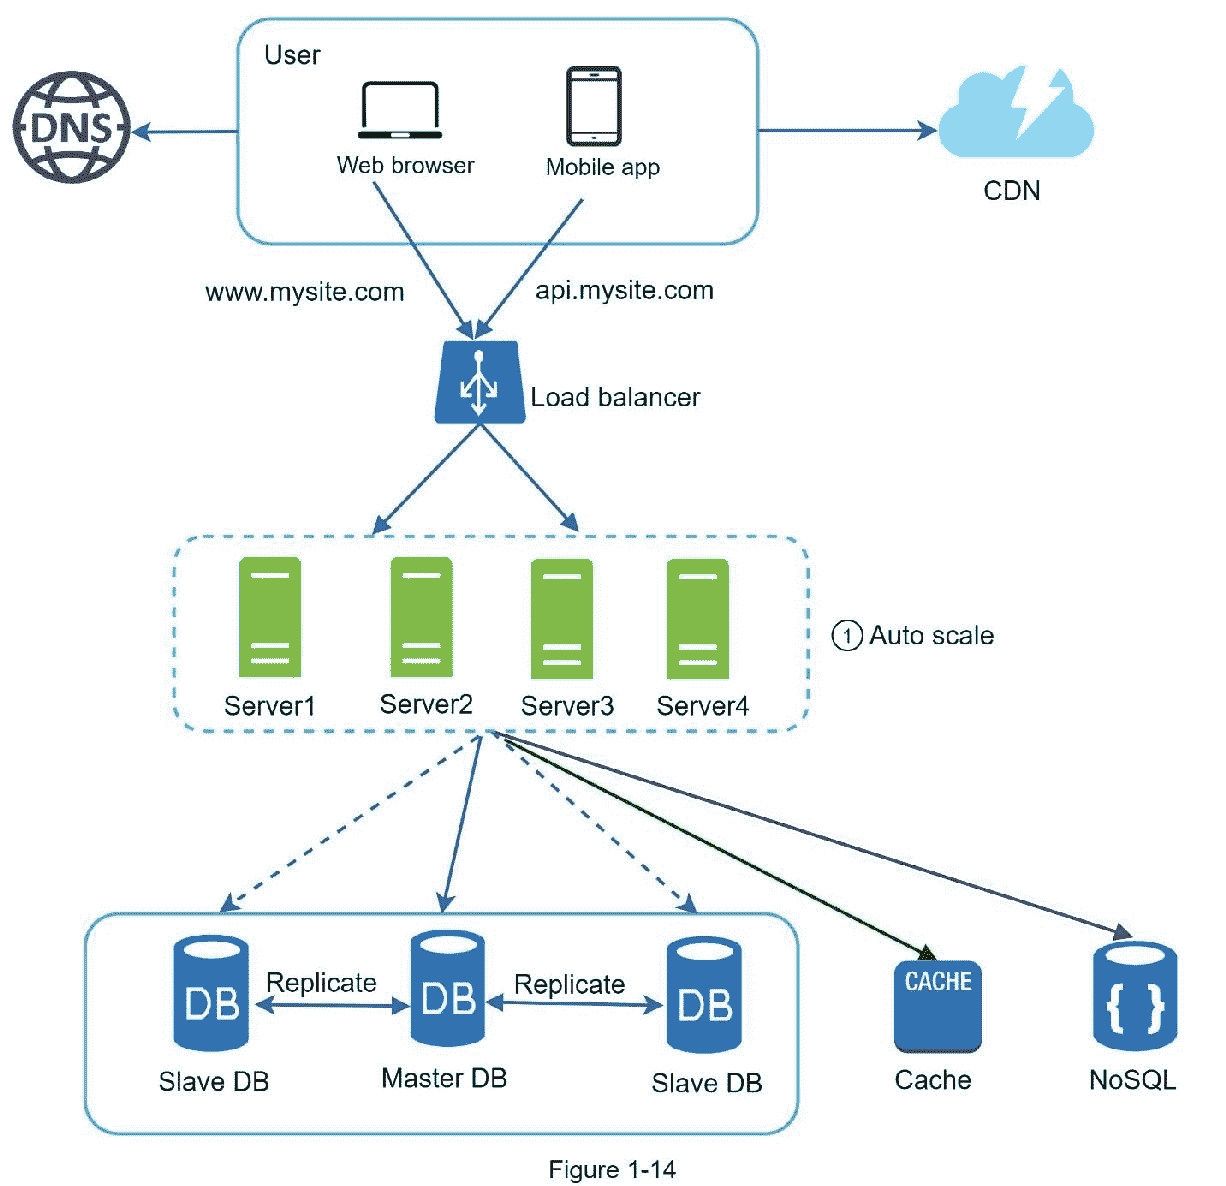 User
DNS
Web browser
Mobile app
CDN
www.mysite.com
api.mysite.com
Load balancer
1 Auto scale
Server1
Server2
Server3
Server4
Replicate
Replicate
DB
DB
DB
CACHE
{ }
Slave DB
Master DB
Slave DB
Cache
NoSQL
Figure 1-14